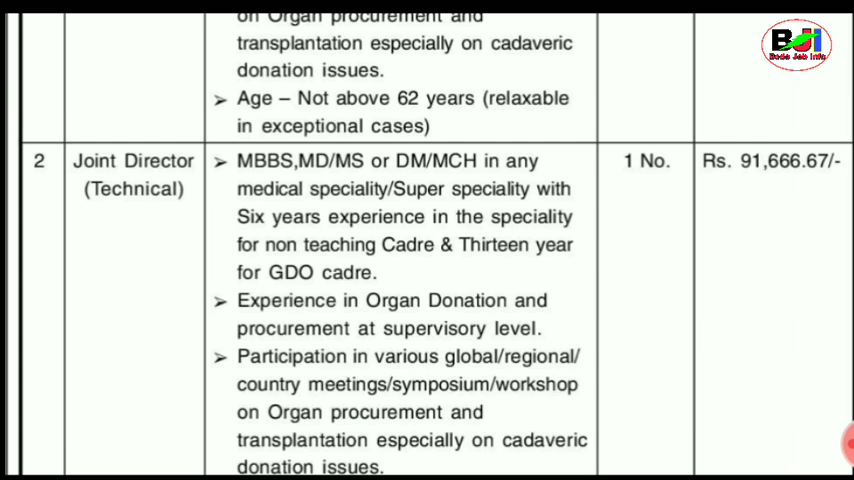 on Organ procurement and
transplantation especially on cadaveric
donation issues.
➢ Age – Not above 62 years (relaxable
in exceptional cases)
2 Joint Director (Technical)
➢ MBBS,MD/MS or DM/MCH in any
medical speciality/Super speciality with
Six years experience in the speciality
for non teaching Cadre & Thirteen year
for GDO cadre.
➢ Experience in Organ Donation and
procurement at supervisory level.
➢ Participation in various global/regional/
country meetings/symposium/workshop
on Organ procurement and
transplantation especially on cadaveric
donation issues.
1 No.
Rs. 91,666.67/-
BJI
Bodo Job Info